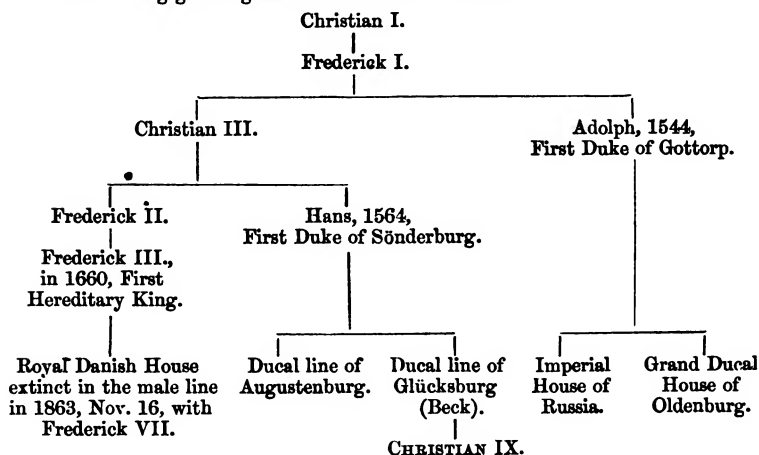 Christian I.
Frederick I.
Christian III.
Adolph, 1544,
First Duke of Gottorp.
Frederick II.
Hans, 1564,
First Duke of Sönderburg.
Frederick III.,
in 1660, First
Hereditary King.
Royal Danish House
extinct in the male line
in 1863, Nov. 16, with
Frederick VII.
Ducal line of
Augustenburg.
Ducal line of
Glücksburg
(Beck).
CHRISTIAN IX.
Imperial
House of
Russia.
Grand Ducal
House of
Oldenburg.